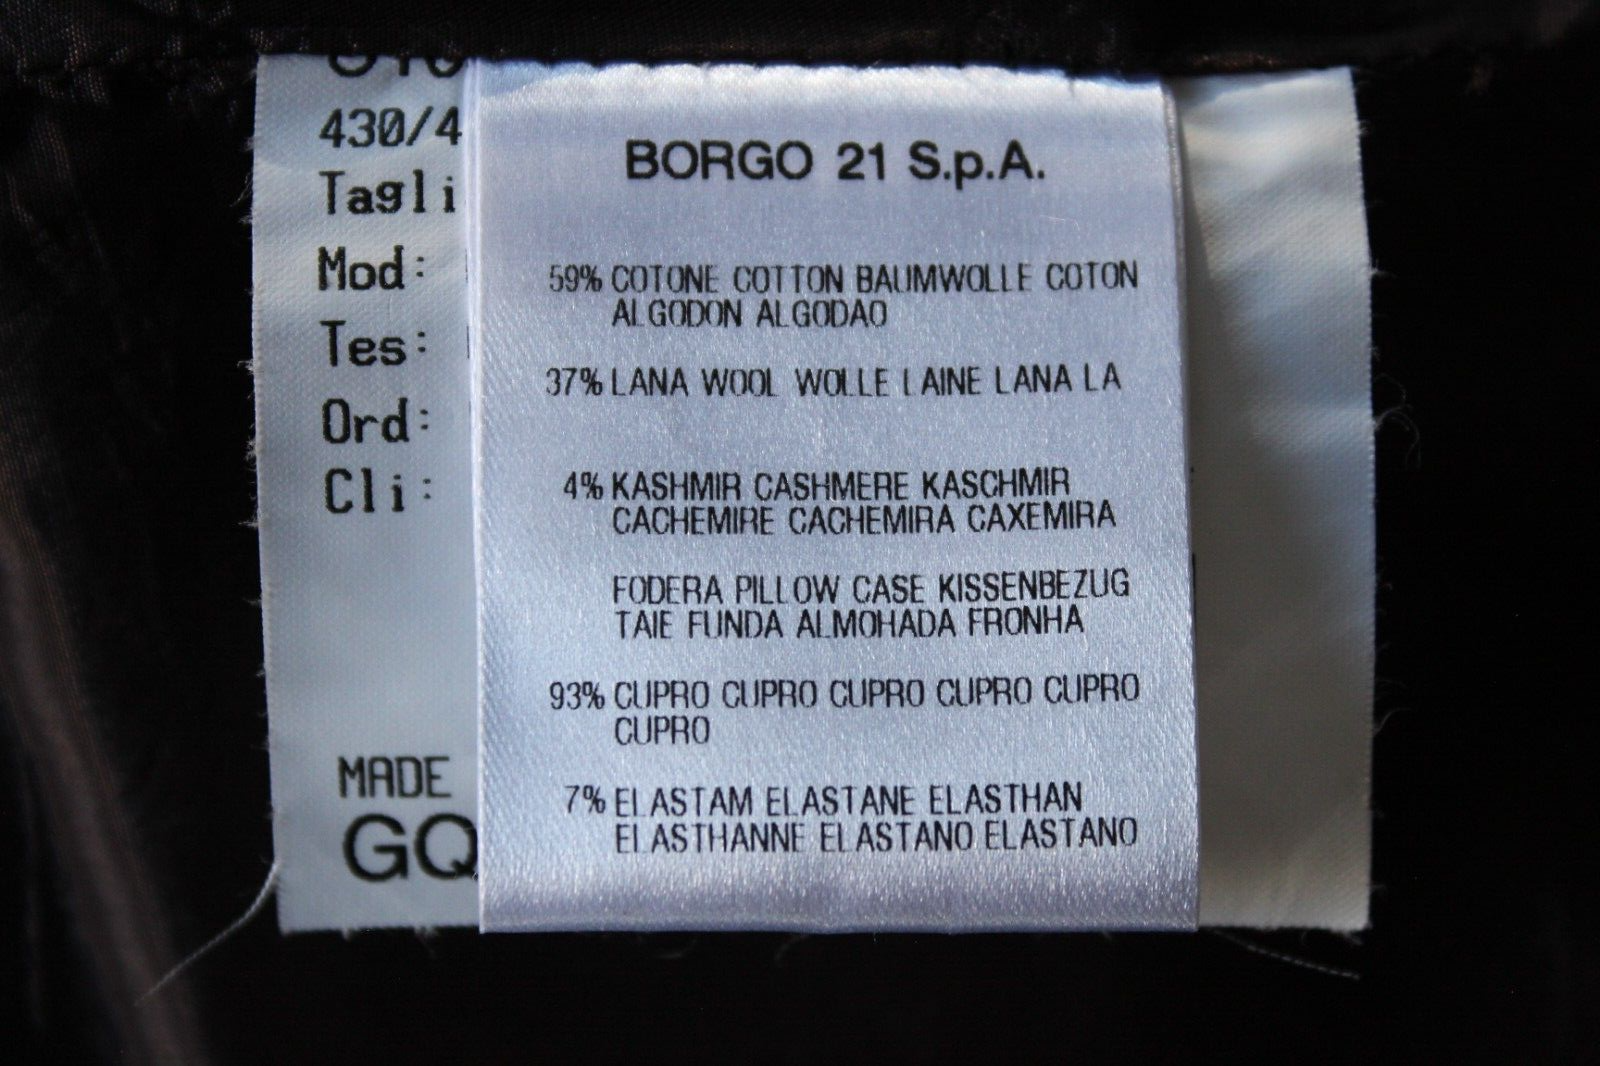 430/4
Tagli
Mod:
Tes:
Ord:
Cli:
MADE
GQ
BORGO 21 S.p.A.
59% COTONE COTTON BAUMWOLLE COTON
ALGODON ALGODAO
37% LANA WOOL WOLLE LAINE LANA LA
4% KASHMIR CASHMERE KASCHMIR
CACHEMIRE CACHEMIRA CAXEMIRA
FODERA PILLOW CASE KISSENBEZUG
TAIE FUNDA ALMOHADA FRONHA
93% CUPRO CUPRO CUPRO CUPRO CUPRO
CUPRO
7% ELASTAM ELASTANE ELASTHAN
ELASTHANNE ELASTANO ELASTANO